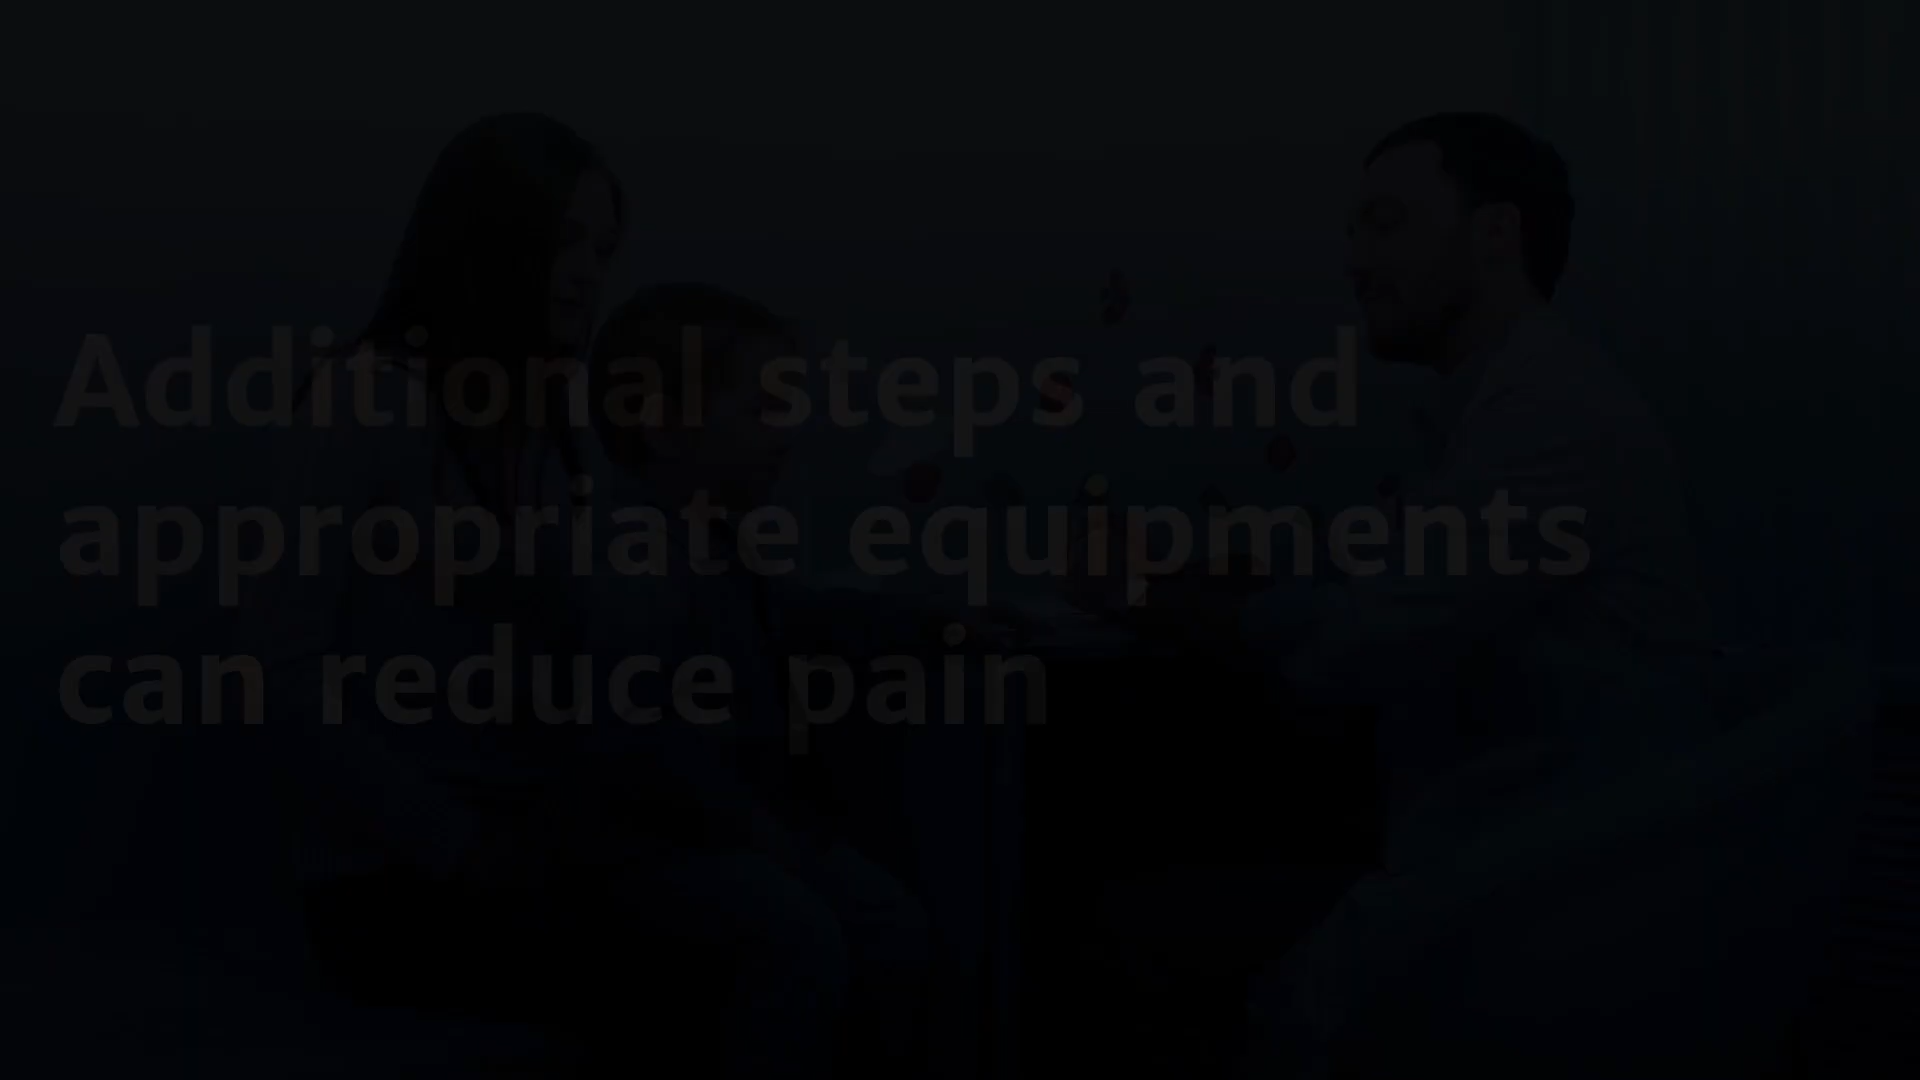 Additional steps and
appropriate equipments
can reduce pain